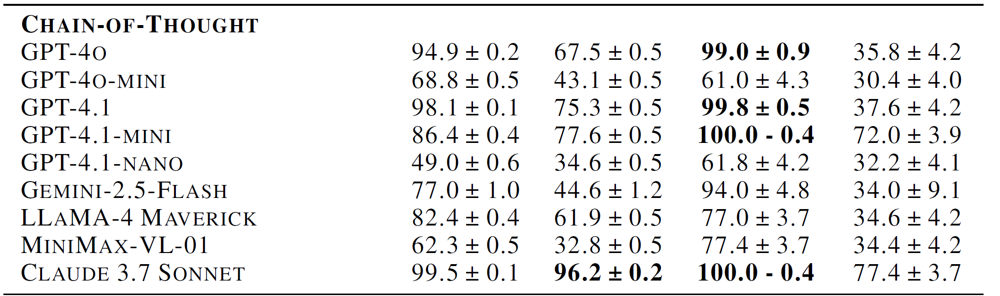 CHAIN-OF-THOUGHT
GPT-4O 94.9 ± 0.2 67.5 ± 0.5 99.0 ± 0.9 35.8 ± 4.2
GPT-4O-MINI 68.8 ± 0.5 43.1 ± 0.5 61.0 ± 4.3 30.4 ± 4.0
GPT-4.1 98.1 ± 0.1 75.3 ± 0.5 99.8 ± 0.5 37.6 ± 4.2
GPT-4.1-MINI 86.4 ± 0.4 77.6 ± 0.5 100.0 - 0.4 72.0 ± 3.9
GPT-4.1-NANO 49.0 ± 0.6 34.6 ± 0.5 61.8 ± 4.2 32.2 ± 4.1
GEMINI-2.5-FLASH 77.0 ± 1.0 44.6 ± 1.2 94.0 ± 4.8 34.0 ± 9.1
LLAMA-4 MAVERICK 82.4 ± 0.4 61.9 ± 0.5 77.0 ± 3.7 34.6 ± 4.2
MINIMAX-VL-01 62.3 ± 0.5 32.8 ± 0.5 77.4 ± 3.7 34.4 ± 4.2
CLAUDE 3.7 SONNET 99.5 ± 0.1 96.2 ± 0.2 100.0 - 0.4 77.4 ± 3.7